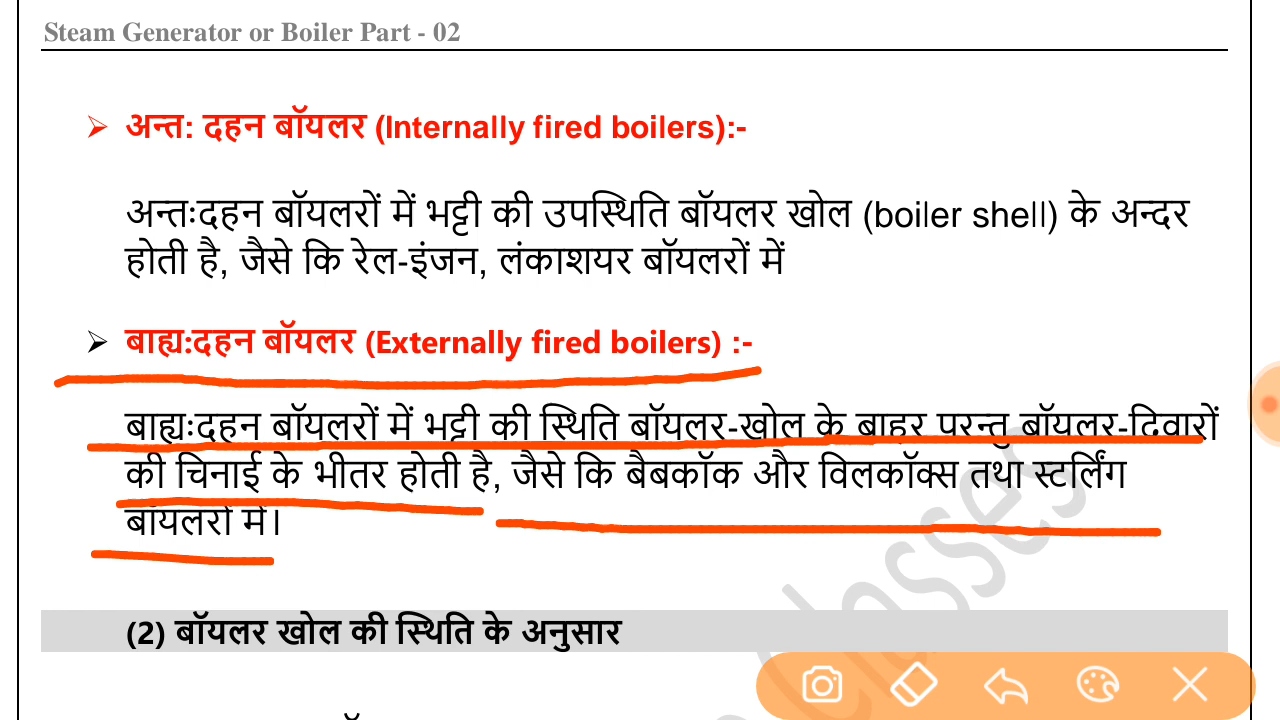 Steam Generator or Boiler Part - 02
➢ अन्त: दहन बॉयलर (Internally fired boilers):-
अन्तःदहन बॉयलरों में भट्टी की उपस्थिति बॉयलर खोल (boiler shell) के अन्दर
होती है, जैसे कि रेल-इंजन, लंकाशयर बॉयलरों में
➢ बाह्य:दहन बॉयलर (Externally fired boilers) :-
बाह्यःदहन बॉयलरों में भट्टी की स्थिति बॉयलर-खोल के बाहर परन्तु बॉयलर-दिवारों
की चिनाई के भीतर होती है, जैसे कि बैबकॉक और विलकॉक्स तथा स्टर्लिंग
बॉयलरों में।
(2) बॉयलर खोल की स्थिति के अनुसार
Classes